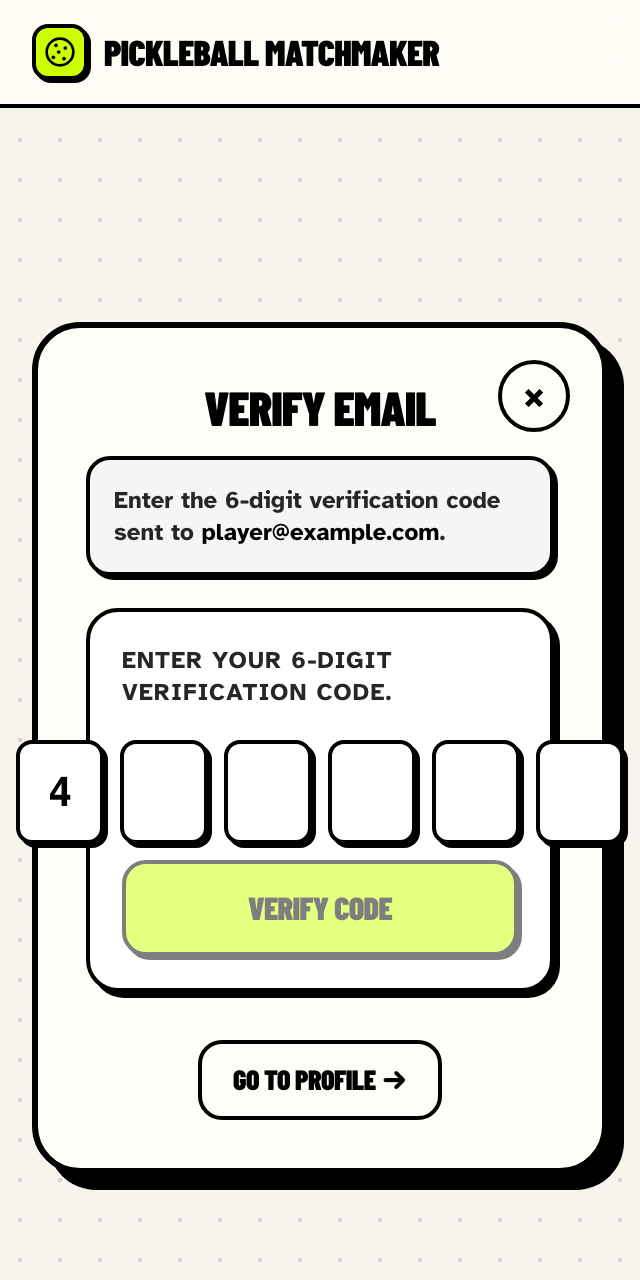 PICKLEBALL MATCHMAKER
VERIFY EMAIL
×
Enter the 6-digit verification code
sent to player@example.com.
ENTER YOUR 6-DIGIT
VERIFICATION CODE.
4
VERIFY CODE
GO TO PROFILE →